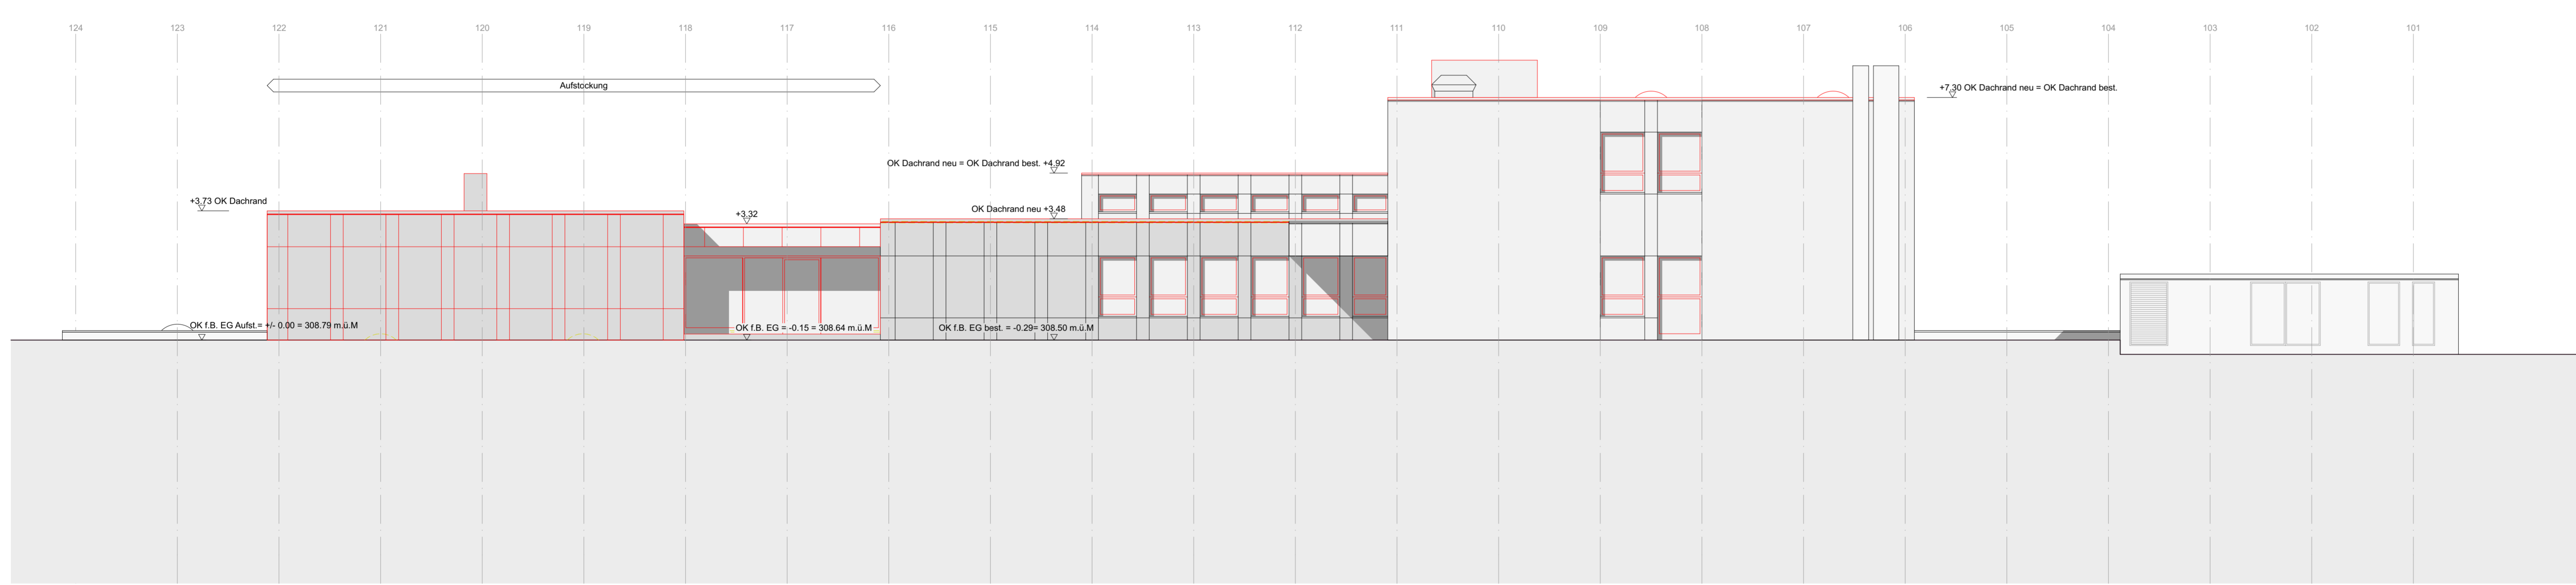 124 123 122 121 120 119 118 117 116 115 114 113 112 111 110 109 108 107 106 105 104 103 102 101
Aufstockung
+7.30 OK Dachrand neu = OK Dachrand best.
OK Dachrand neu = OK Dachrand best. +4.92
+3.73 OK Dachrand
OK Dachrand neu +3.48
+3.32
OK f.B. EG Aufst.= +/- 0.00 = 308.79 m.ü.M
OK f.B. EG = -0.15 = 308.64 m.ü.M
OK f.B. EG best. = -0.29= 308.50 m.ü.M